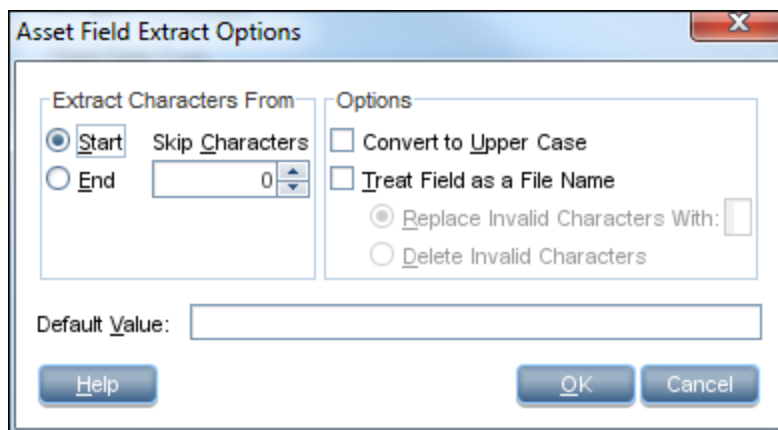 Asset Field Extract Options
Extract Characters From
Start Skip Characters
End 0
Options
Convert to Upper Case
Treat Field as a File Name
Replace Invalid Characters With:
Delete Invalid Characters
Default Value:
Help OK Cancel